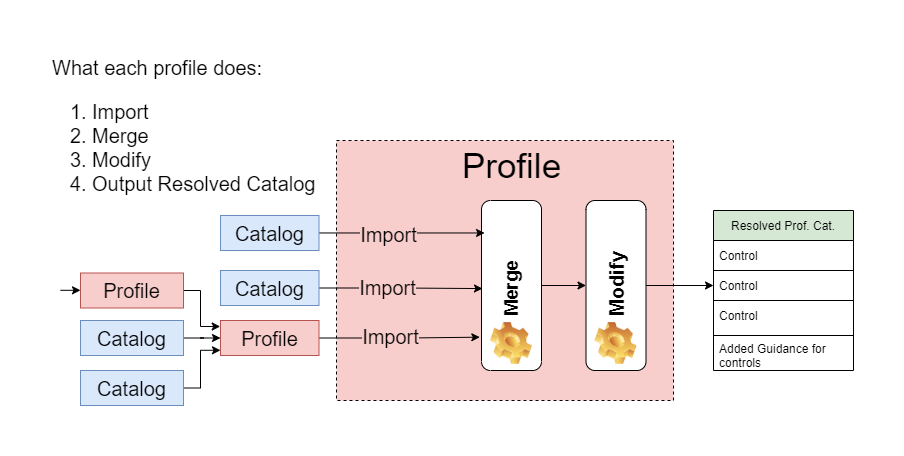 What each profile does:
1. Import
2. Merge
3. Modify
4. Output Resolved Catalog
Profile
Catalog
Import
Catalog
Import
Profile
Catalog
Catalog
Profile
Import
Merge
Modify
Resolved Prof. Cat.
Control
Control
Control
Added Guidance for
controls